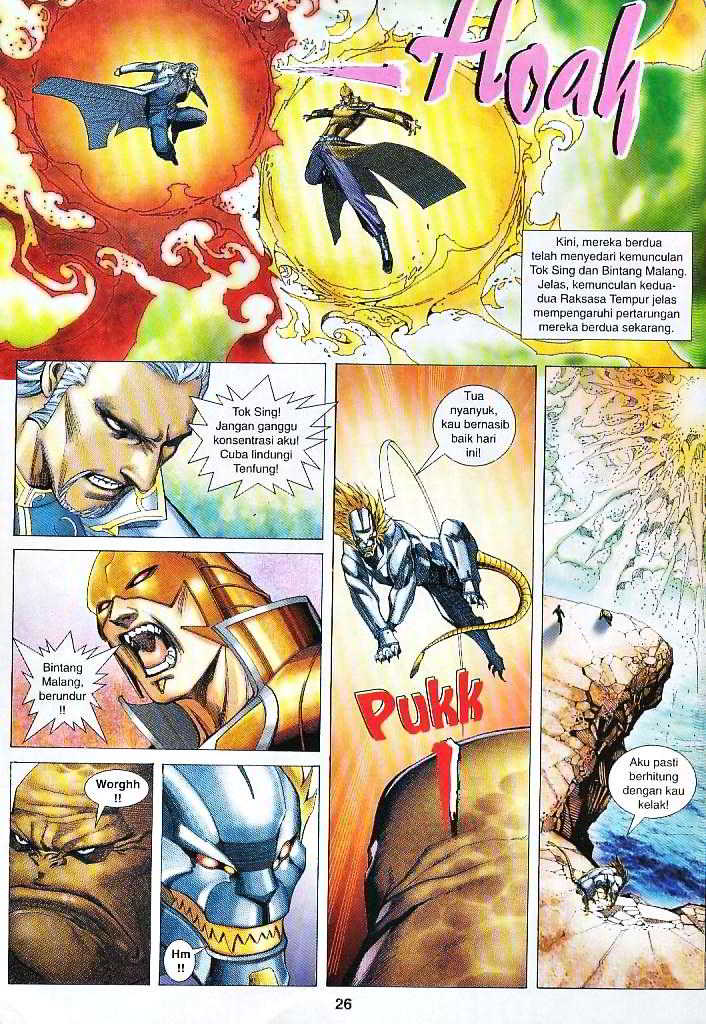 Hoah
Kini, mereka berdua
telah menyedari kemunculan
Tok Sing dan Bintang Malang.
Jelas, kemunculan kedua-
dua Raksasa Tempur jelas
mempengaruhi pertarungan
mereka berdua sekarang.
Tok Sing!
Jangan ganggu
konsentrasi aku!
Cuba lindungi
Tenfung!
Bintang
Malang,
berundur
!!
Worghh
!!
Hm
!!
Tua
nyanyuk,
kau bernasib
baik hari
ini!
Pukk
!
Aku pasti
berhitung
dengan kau
kelak!
26